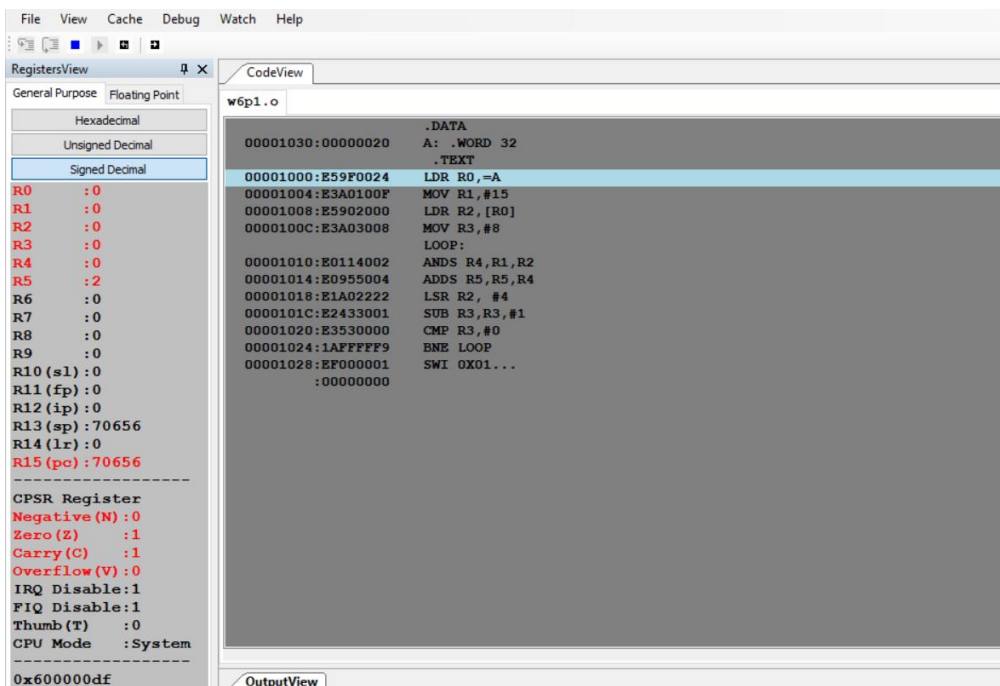 File View Cache Debug Watch Help
RegistersView
General Purpose Floating Point
Hexadecimal
Unsigned Decimal
Signed Decimal
R0 :0
R1 :0
R2 :0
R3 :0
R4 :0
R5 :2
R6 :0
R7 :0
R8 :0
R9 :0
R10(sl):0
R11(fp):0
R12(ip):0
R13(sp):70656
R14(lr):0
R15(pc):70656
-------------------
CPSR Register
Negative(N):0
Zero(Z) :1
Carry(C) :1
Overflow(V):0
IRQ Disable:1
FIQ Disable:1
Thumb(T) :0
CPU Mode :System
-------------------
0x600000df
CodeView
w6p1.o
.DATA
00001030:00000020 A: .WORD 32
.TEXT
00001000:E59F0024 LDR R0,=A
00001004:E3A0100F MOV R1,#15
00001008:E5902000 LDR R2,[R0]
0000100C:E3A03008 MOV R3,#8
LOOP:
00001010:E0114002 ANDS R4,R1,R2
00001014:E0955004 ADDS R5,R5,R4
00001018:E1A02222 LSR R2, #4
0000101C:E2433001 SUB R3,R3,#1
00001020:E3530000 CMP R3,#0
00001024:1AFFFFF9 BNE LOOP
00001028:EF000001 SWI 0X01...
:00000000
OutputView